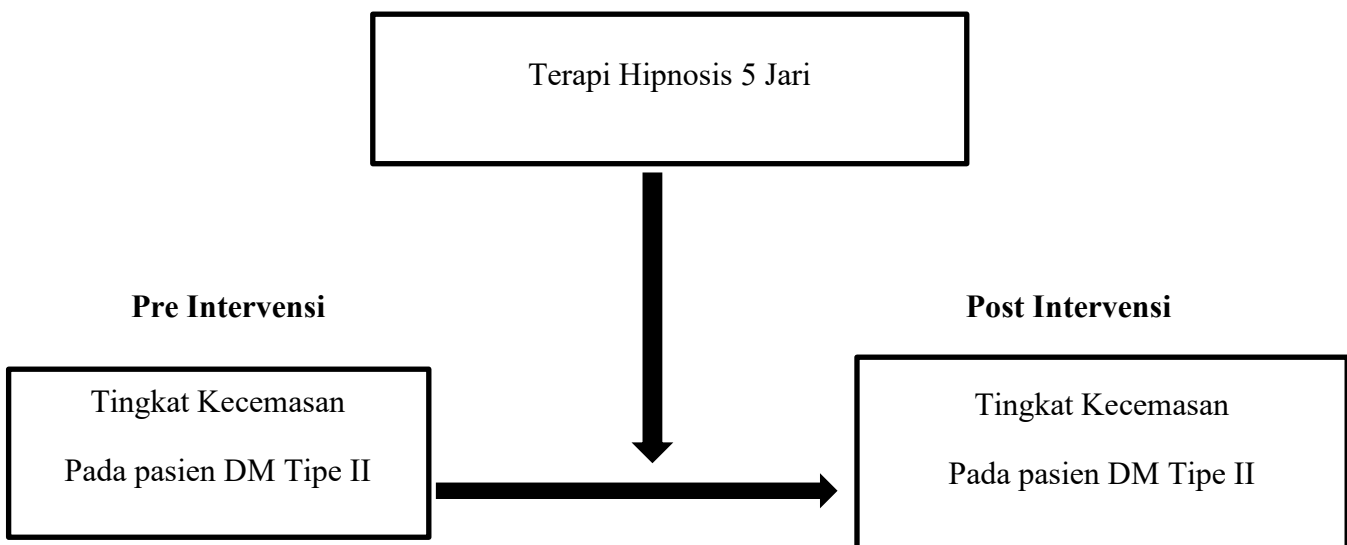 Terapi Hipnosis 5 Jari
Pre Intervensi
Post Intervensi
Tingkat Kecemasan
Pada pasien DM Tipe II
Tingkat Kecemasan
Pada pasien DM Tipe II